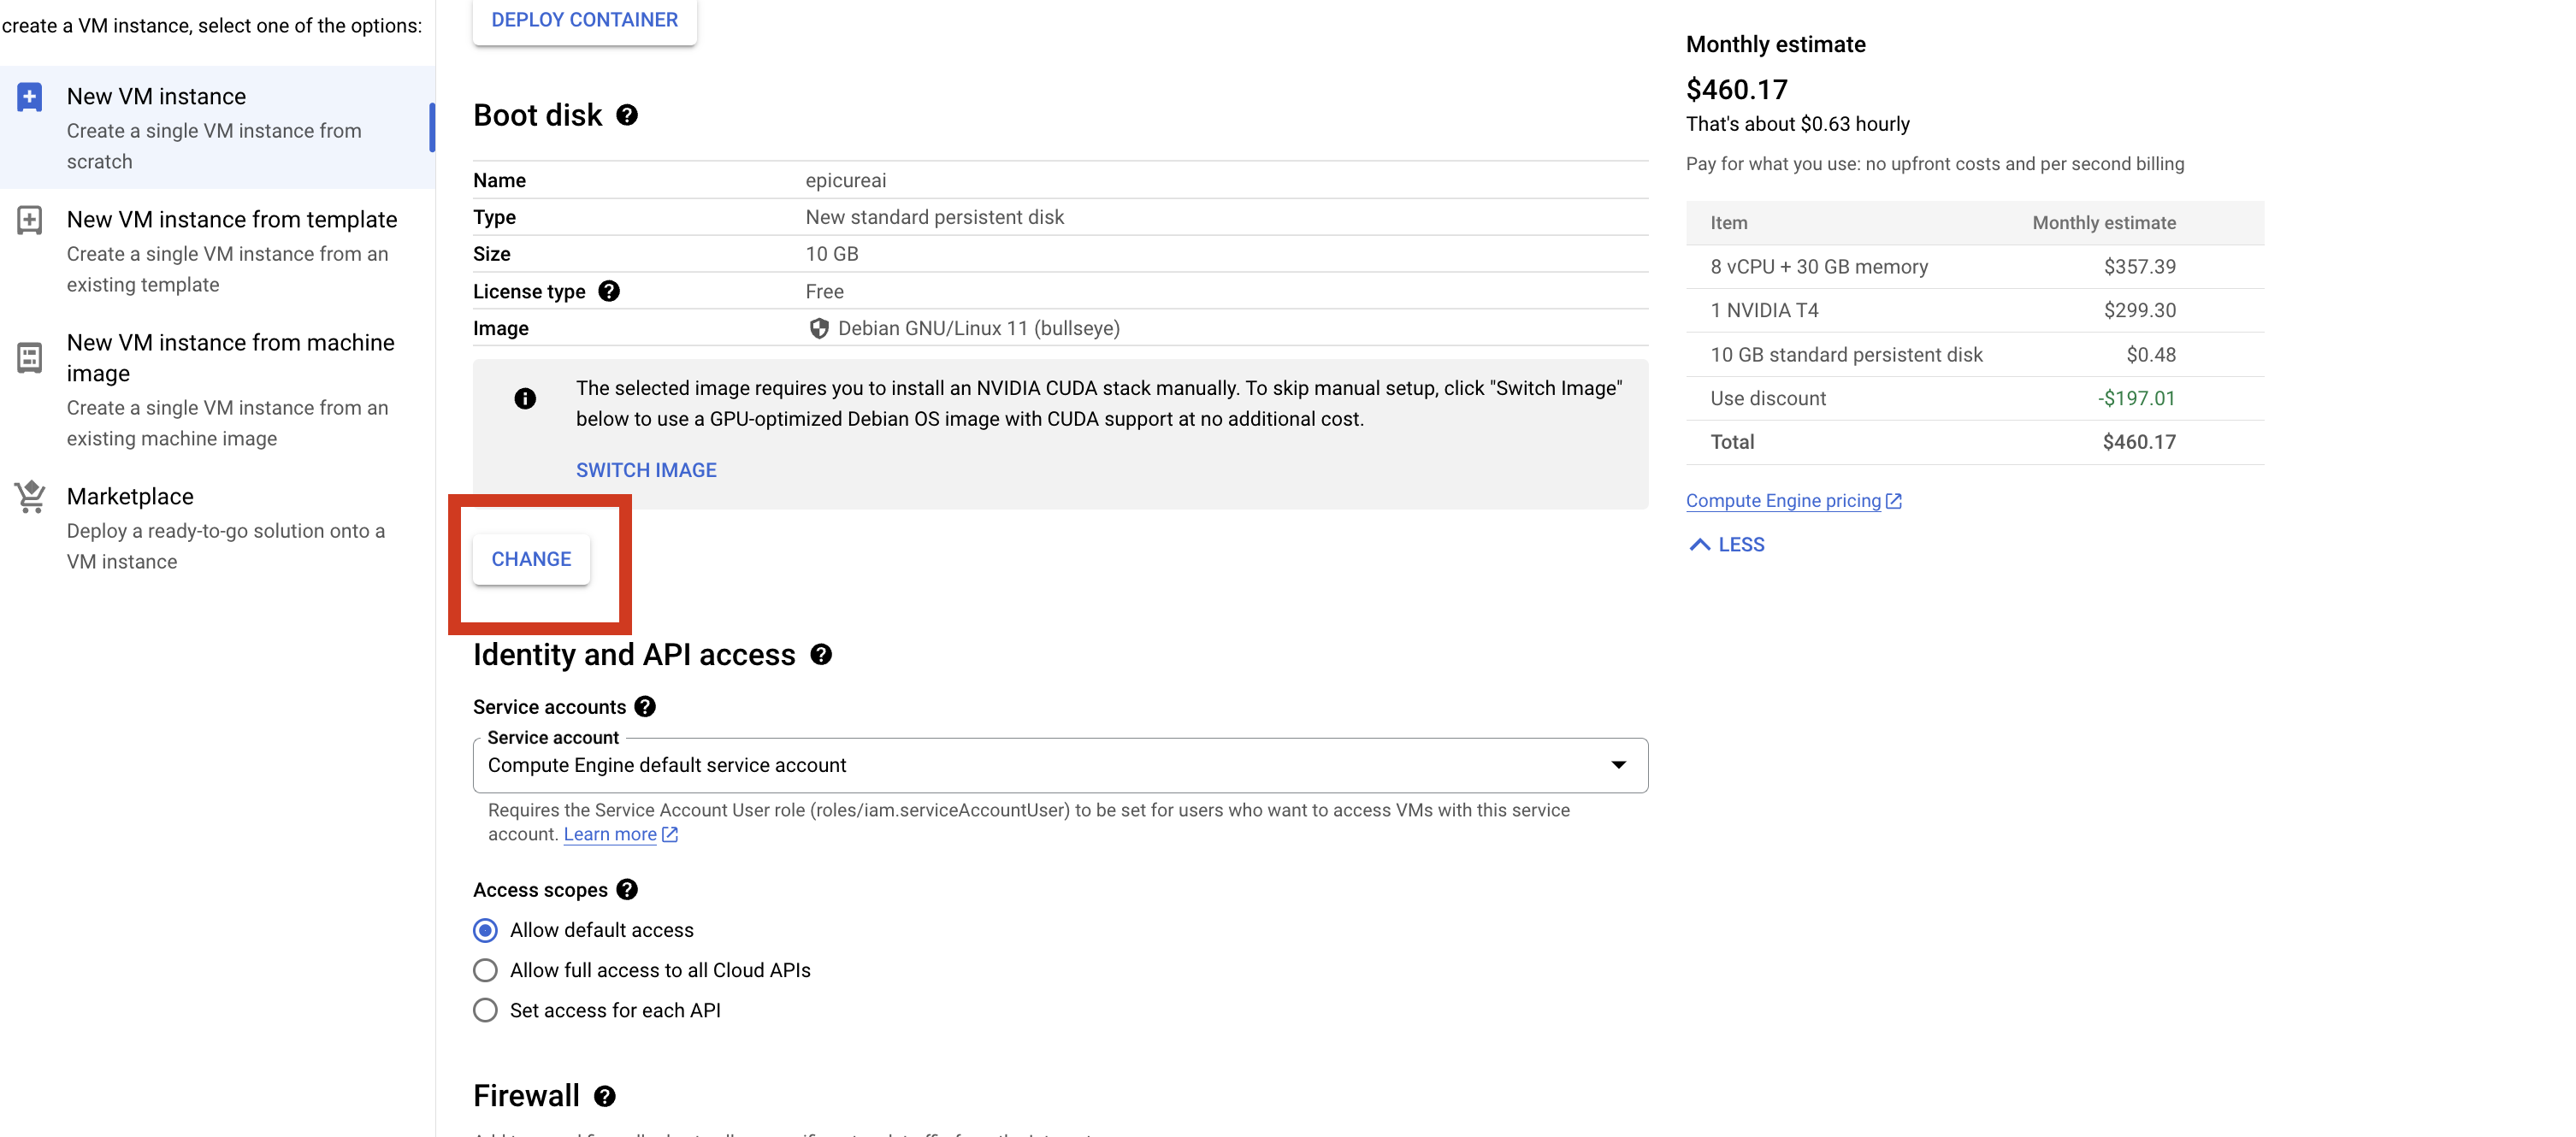 create a VM instance, select one of the options:
New VM instance
Create a single VM instance from
scratch
New VM instance from template
Create a single VM instance from an
existing template
New VM instance from machine
image
Create a single VM instance from an
existing machine image
Marketplace
Deploy a ready-to-go solution onto a
VM instance
DEPLOY CONTAINER
Boot disk
Name epicureai
Type New standard persistent disk
Size 10 GB
License type Free
Image Debian GNU/Linux 11 (bullseye)
The selected image requires you to install an NVIDIA CUDA stack manually. To skip manual setup, click "Switch Image"
below to use a GPU-optimized Debian OS image with CUDA support at no additional cost.
SWITCH IMAGE
CHANGE
Identity and API access
Service accounts
Service account
Compute Engine default service account
Requires the Service Account User role (roles/iam.serviceAccountUser) to be set for users who want to access VMs with this service
account. Learn more
Access scopes
Allow default access
Allow full access to all Cloud APIs
Set access for each API
Firewall
Monthly estimate
$460.17
That's about $0.63 hourly
Pay for what you use: no upfront costs and per second billing
Item Monthly estimate
8 vCPU + 30 GB memory $357.39
1 NVIDIA T4 $299.30
10 GB standard persistent disk $0.48
Use discount -$197.01
Total $460.17
Compute Engine pricing
LESS